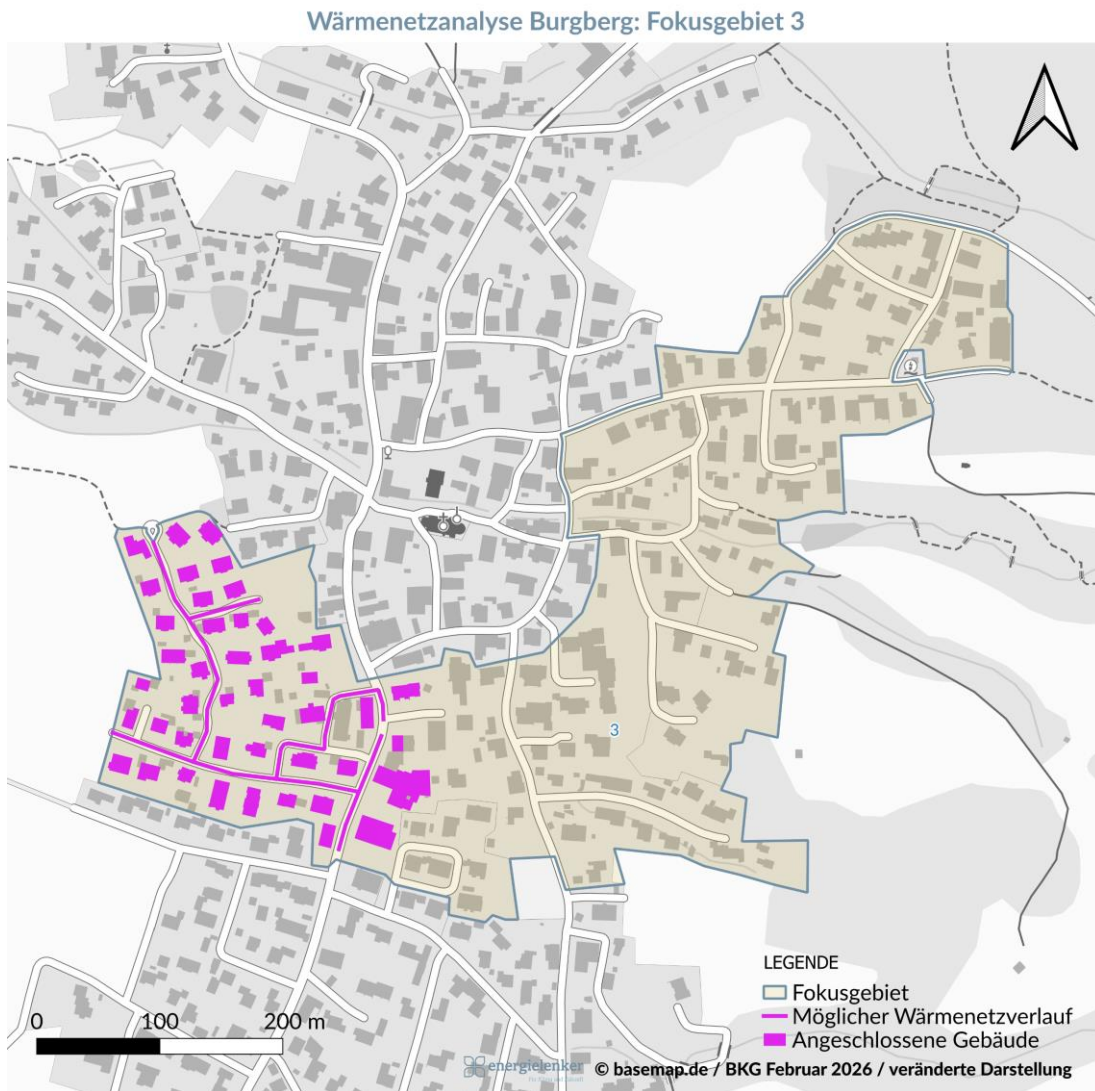 Wärmenetzanalyse Burgberg: Fokusgebiet 3
3
LEGENDE
Fokusgebiet
Möglicher Wärmenetzverlauf
Angeschlossene Gebäude
0 100 200 m
energielenker
© basemap.de / BKG Februar 2026 / veränderte Darstellung